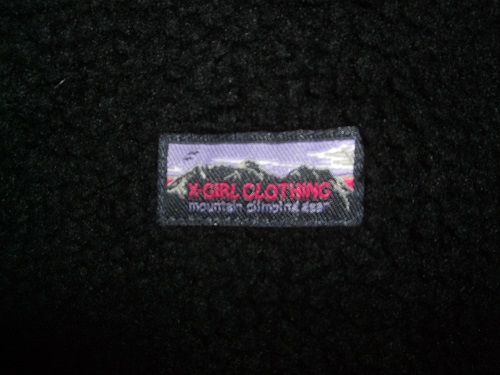 X-GIRL CLOTHING
mountain climbing gear